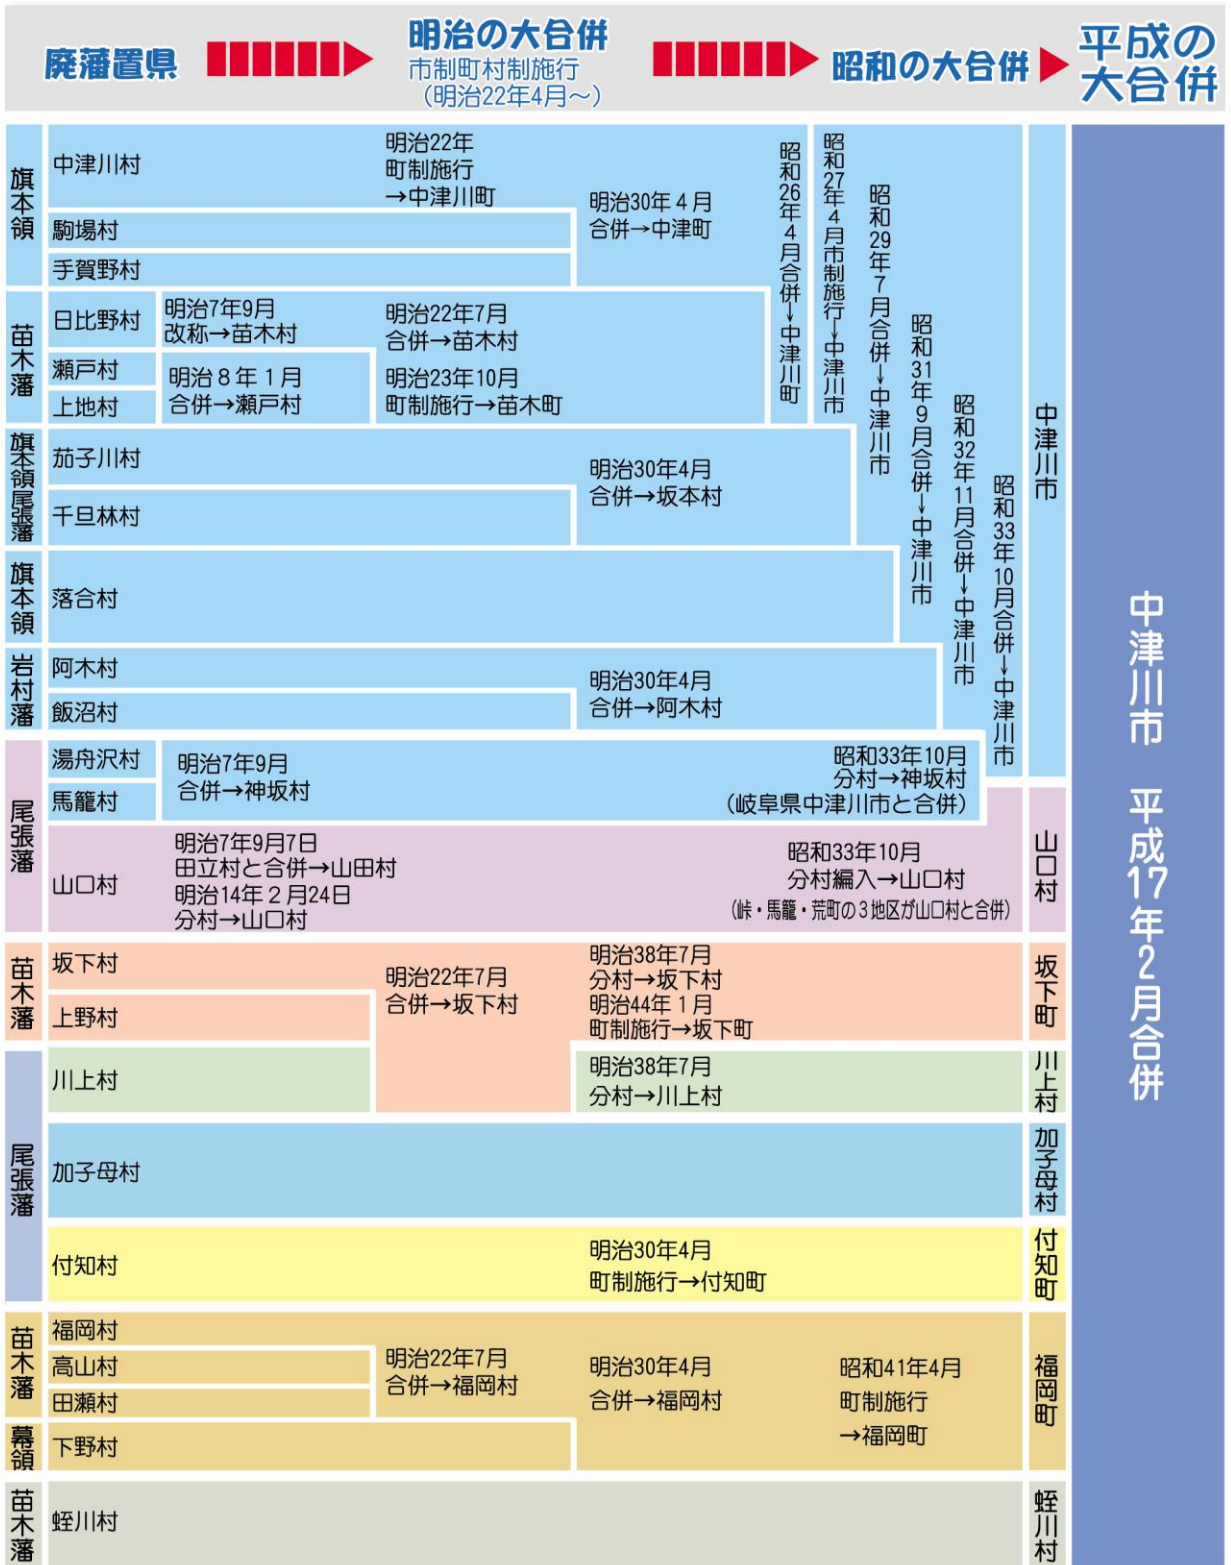 廃藩置県
明治の大合併
市制町村制施行
（明治22年4月～）
昭和の大合併
平成の
大合併
旗本領
中津川村
明治22年
町制施行
→中津川町
駒場村
手賀野村
明治30年4月
合併→中津町
昭和26年4月合併→中津川町
昭和27年4月市制施行→中津川市
昭和29年7月合併→中津川市
昭和31年9月合併→中津川市
昭和32年11月合併→中津川市
昭和33年10月合併→中津川市
中津川市
苗木藩
日比野村
明治7年9月
改称→苗木村
瀬戸村
上地村
明治8年1月
合併→瀬戸村
明治22年7月
合併→苗木村
明治23年10月
町制施行→苗木町
旗本領尾張藩
茄子川村
千旦林村
明治30年4月
合併→坂本村
旗本領
落合村
岩村藩
阿木村
飯沼村
明治30年4月
合併→阿木村
尾張藩
湯舟沢村
馬籠村
明治7年9月
合併→神坂村
昭和33年10月
分村→神坂村
（岐阜県中津川市と合併）
山口村
明治7年9月7日
田立村と合併→山田村
明治14年2月24日
分村→山口村
昭和33年10月
分村編入→山口村
（峠・馬籠・荒町の3地区が山口村と合併）
山口村
苗木藩
坂下村
上野村
明治22年7月
合併→坂下村
明治38年7月
分村→坂下村
明治44年1月
町制施行→坂下町
坂下町
尾張藩
川上村
明治38年7月
分村→川上村
川上村
加子母村
加子母村
付知村
明治30年4月
町制施行→付知町
付知町
苗木藩
福岡村
高山村
田瀬村
明治22年7月
合併→福岡村
幕領
下野村
明治30年4月
合併→福岡村
昭和41年4月
町制施行
→福岡町
福岡町
苗木藩
蛭川村
蛭川村
中津川市 平成17年2月合併